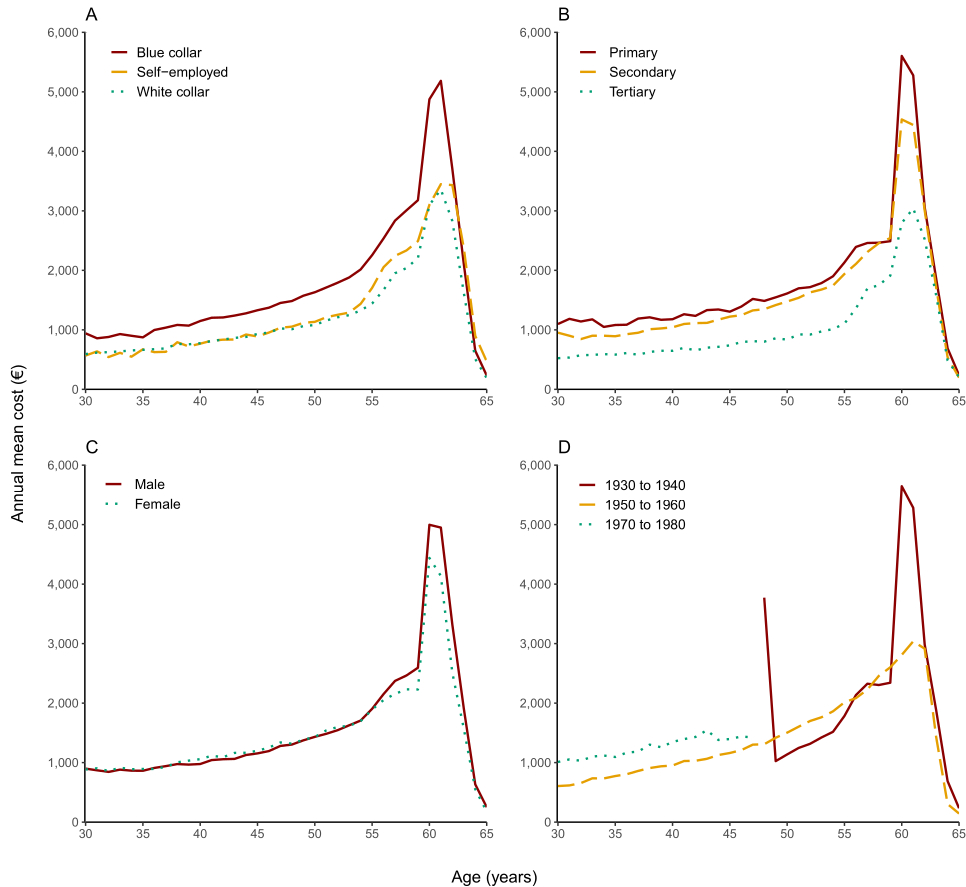 A
6,000
5,000
4,000
3,000
2,000
1,000
0
30 35 40 45 50 55 60 65
Blue collar
Self−employed
White collar
B
6,000
5,000
4,000
3,000
2,000
1,000
0
30 35 40 45 50 55 60 65
Primary
Secondary
Tertiary
C
6,000
5,000
4,000
3,000
2,000
1,000
0
30 35 40 45 50 55 60 65
Male
Female
D
6,000
5,000
4,000
3,000
2,000
1,000
0
30 35 40 45 50 55 60 65
1930 to 1940
1950 to 1960
1970 to 1980
Annual mean cost (€)
Age (years)